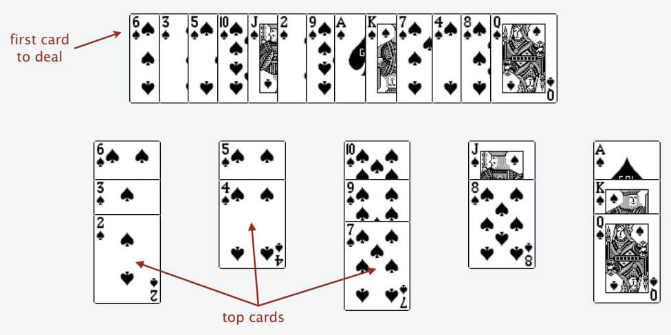 first card
to deal
6 3 5 10 J 2 9 A K 7 4 8 Q
Q
6 5 10 J A
3 4 9 8 K
2 7 Q
2 4 7 8 Q
top cards